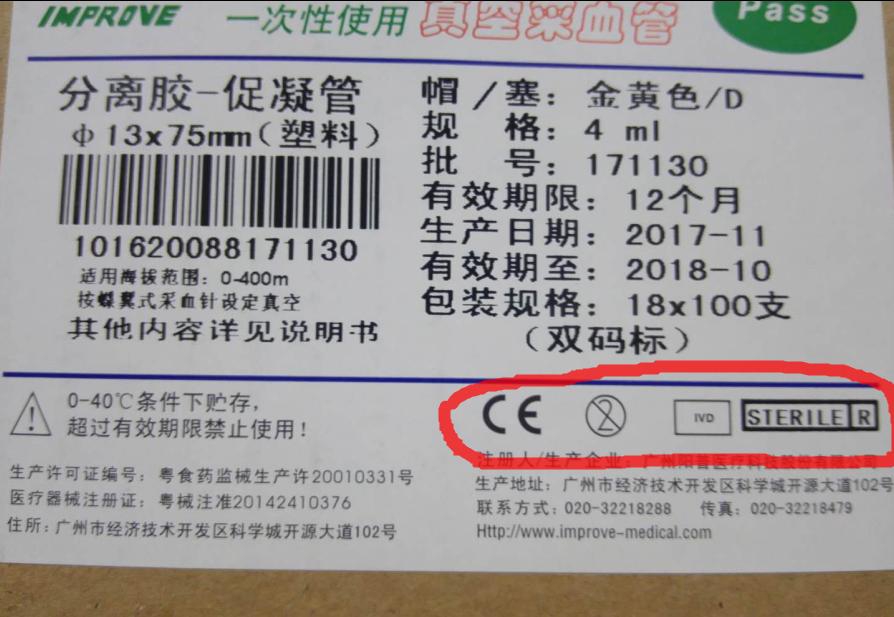 IMPROVE 一次性使用 真空采血管 Pass
分离胶-促凝管
φ13x75mm(塑料)
101620088171130
适用海拔范围：0-400m
按蝶翼式采血针设定真空
其他内容详见说明书
帽/塞：金黄色/D
规格：4 ml
批号：171130
有效期限：12个月
生产日期：2017-11
有效期至：2018-10
包装规格：18x100支
(双码标)
0-40℃条件下贮存，
超过有效期限禁止使用！
生产许可证编号：粤食药监械生产许20010331号
医疗器械注册证：粤械注准20142410376
住所：广州市经济技术开发区科学城开源大道102号
CE 2 IVD STERILE R
注册人/生产企业：广州阳普医疗科技股份有限公司
生产地址：广州市经济技术开发区科学城开源大道102号
联系方式：020-32218288 传真：020-32218479
Http://www.improve-medical.com